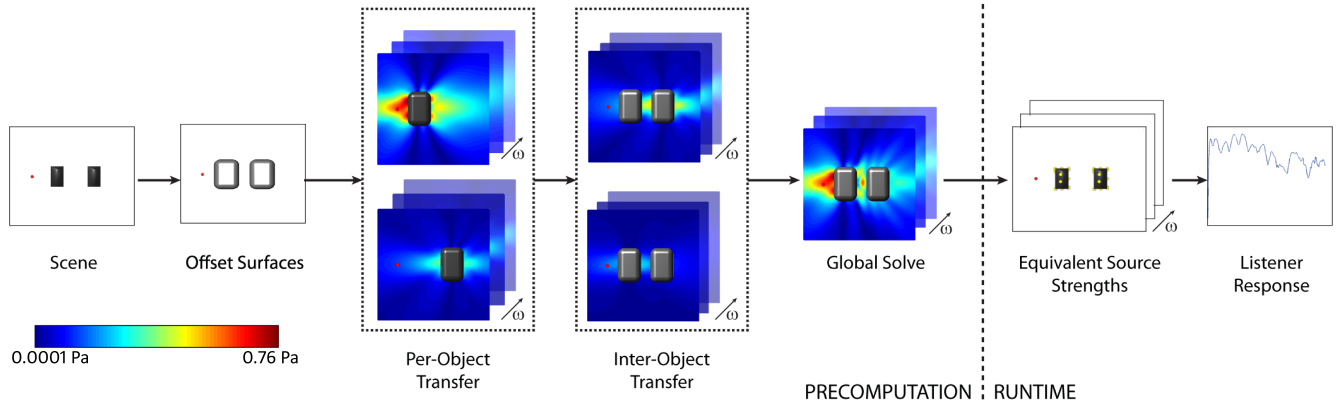 ω
ω
ω
ω
ω
ω
Scene
Offset Surfaces
Global Solve
Equivalent Source
Strengths
Listener
Response
0.0001 Pa
0.76 Pa
Per-Object
Transfer
Inter-Object
Transfer
PRECOMPUTATION
RUNTIME